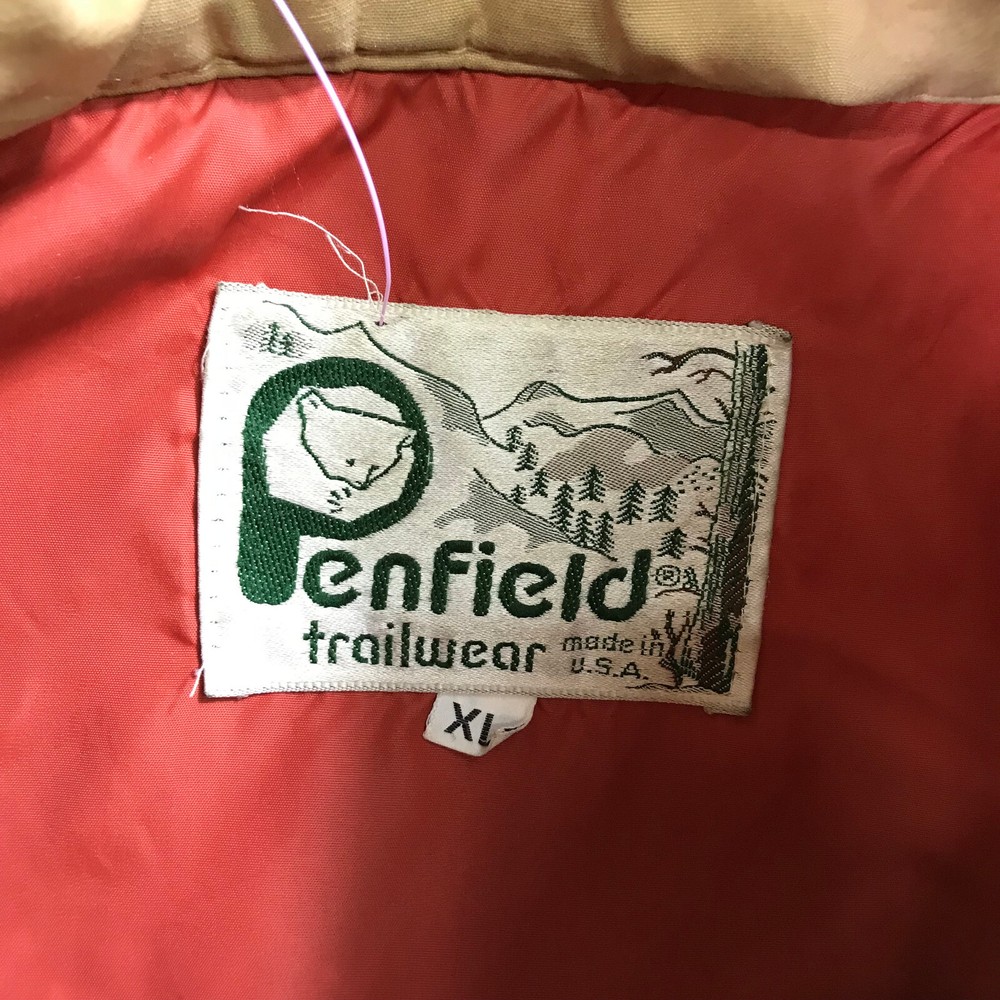 Penfield®
trailwear
made in
U.S.A.
XL